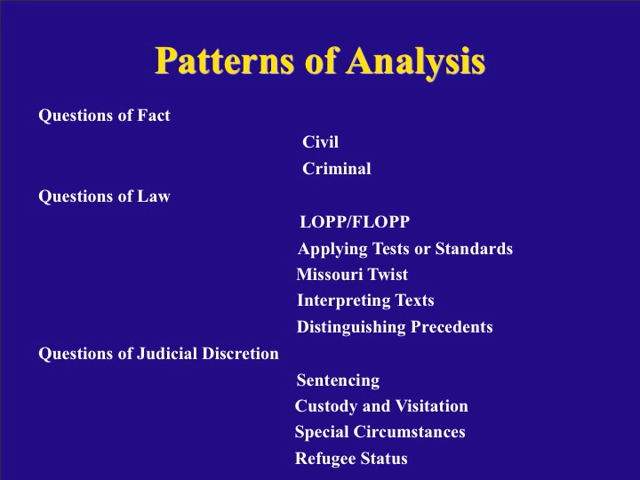 Patterns of Analysis
Questions of Fact
Civil
Criminal
Questions of Law
LOPP/FLOPP
Applying Tests or Standards
Missouri Twist
Interpreting Texts
Distinguishing Precedents
Questions of Judicial Discretion
Sentencing
Custody and Visitation
Special Circumstances
Refugee Status